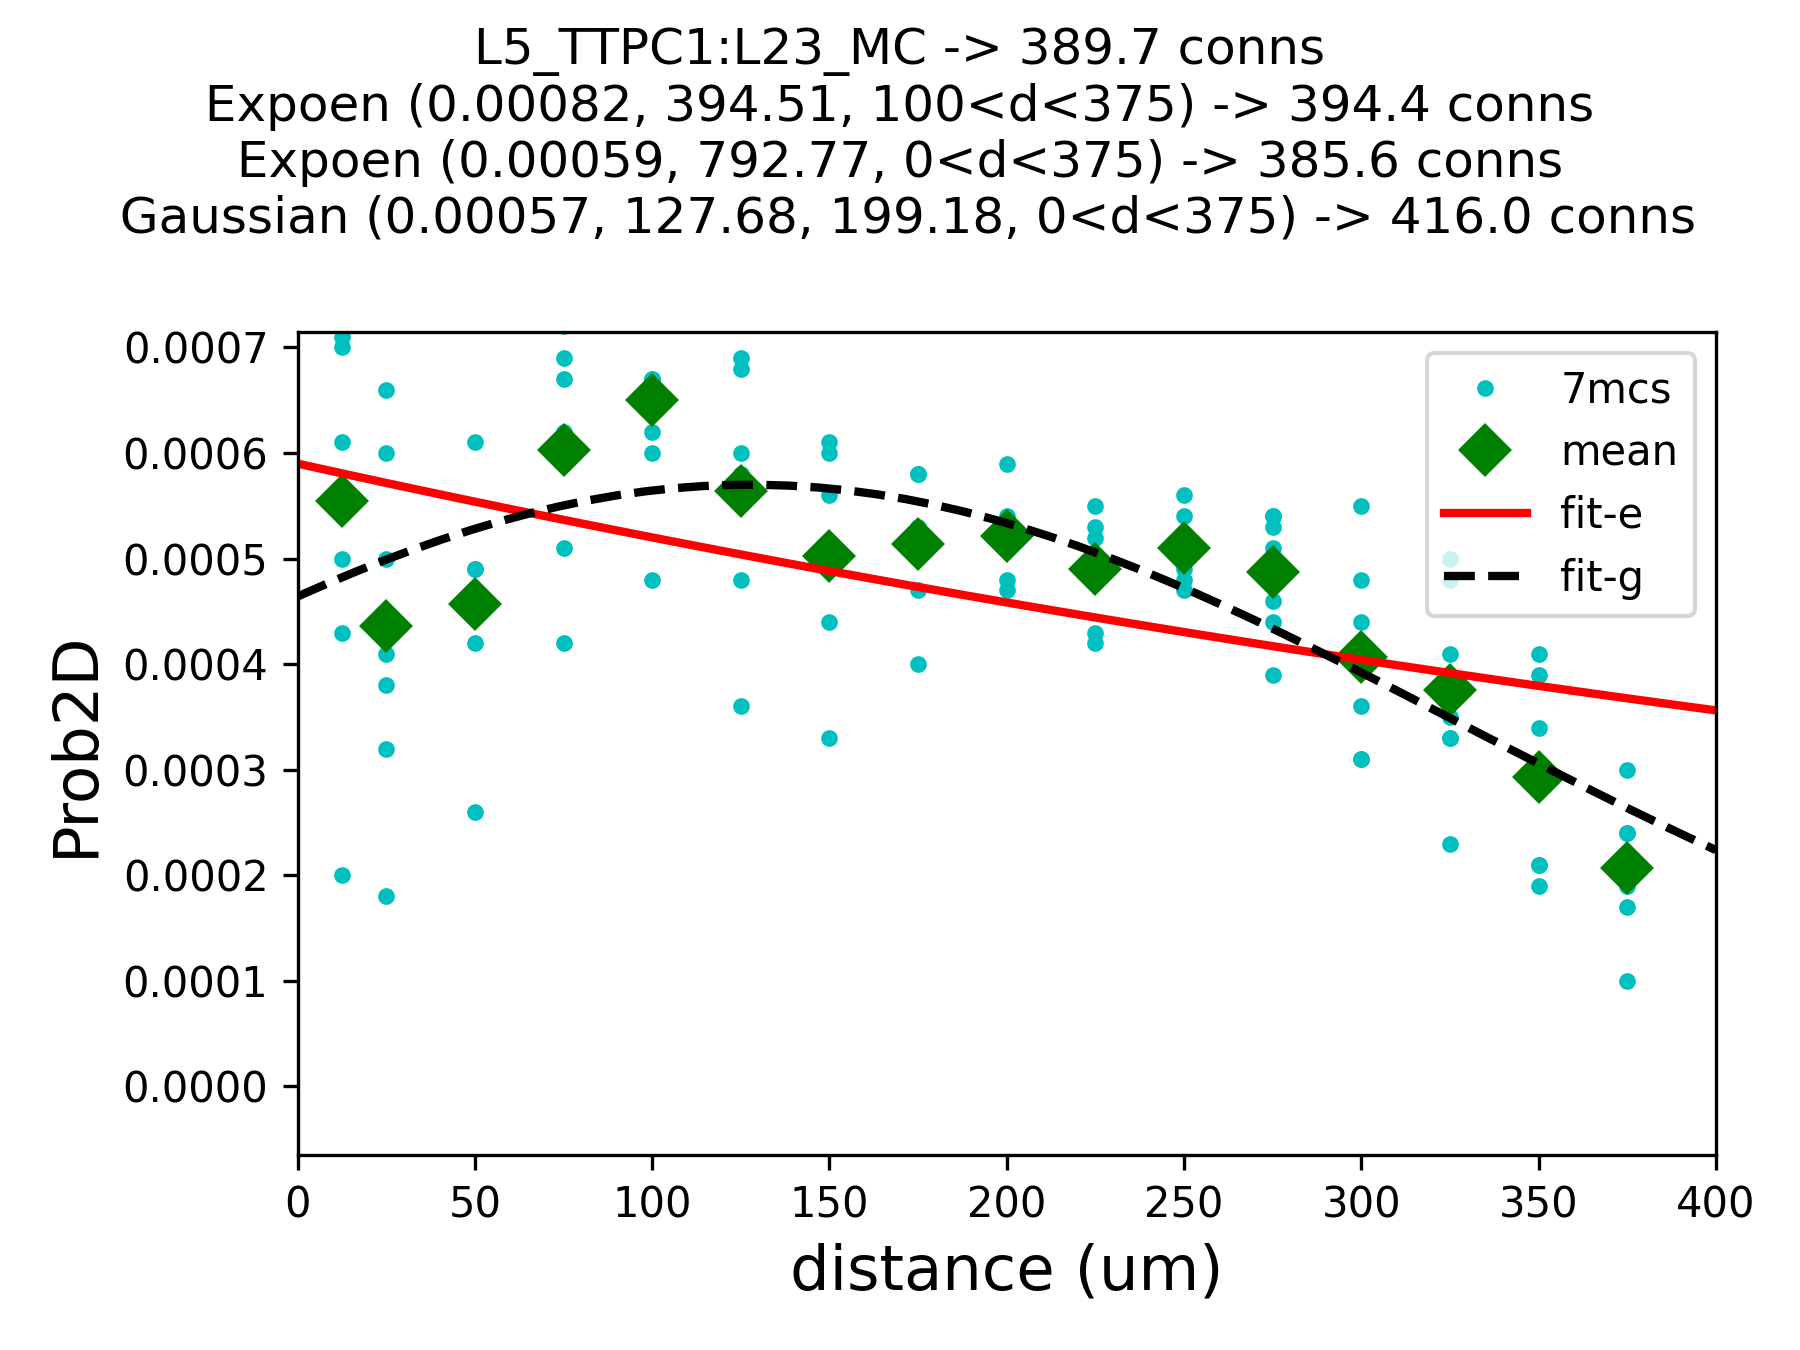 L5_TTPC1:L23_MC -> 389.7 conns
Expoen (0.00082, 394.51, 100<d<375) -> 394.4 conns
Expoen (0.00059, 792.77, 0<d<375) -> 385.6 conns
Gaussian (0.00057, 127.68, 199.18, 0<d<375) -> 416.0 conns
0.0007
0.0006
0.0005
0.0004
0.0003
0.0002
0.0001
0.0000
Prob2D
7mcs
mean
fit-e
fit-g
0 50 100 150 200 250 300 350 400
distance (um)